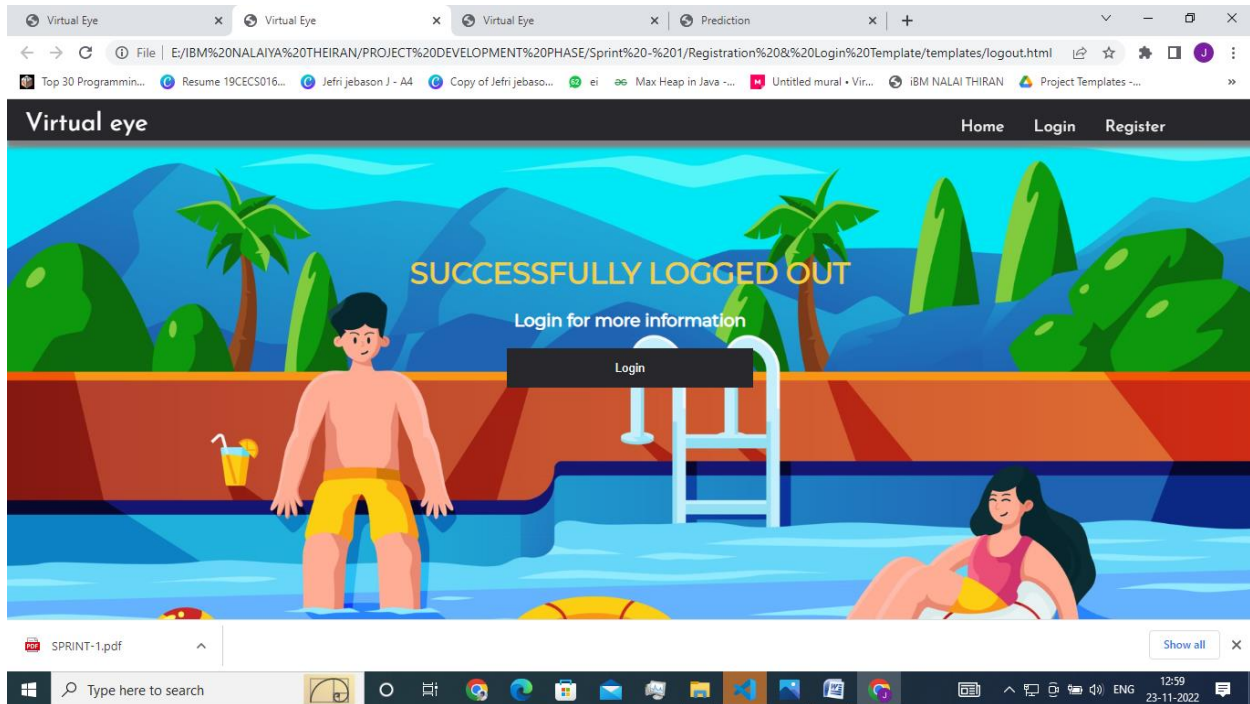 Virtual Eye
Virtual Eye
Virtual Eye
Prediction
File | E:/IBM%20NALAIYA%20THEIRAN/PROJECT%20DEVELOPMENT%20PHASE/Sprint%20-%201/Registration%20&%20Login%20Template/templates/logout.html
J
Top 30 Programmin... Resume 19CECS016... Jefri jebason J - A4 Copy of Jefri jebaso... ei Max Heap in Java -... Untitled mural • Vir... iBM NALAI THIRAN Project Templates -... »
Virtual eye Home Login Register
SUCCESSFULLY LOGGED OUT
Login for more information
Login
SPRINT-1.pdf Show all
Type here to search
ENG
12:59
23-11-2022